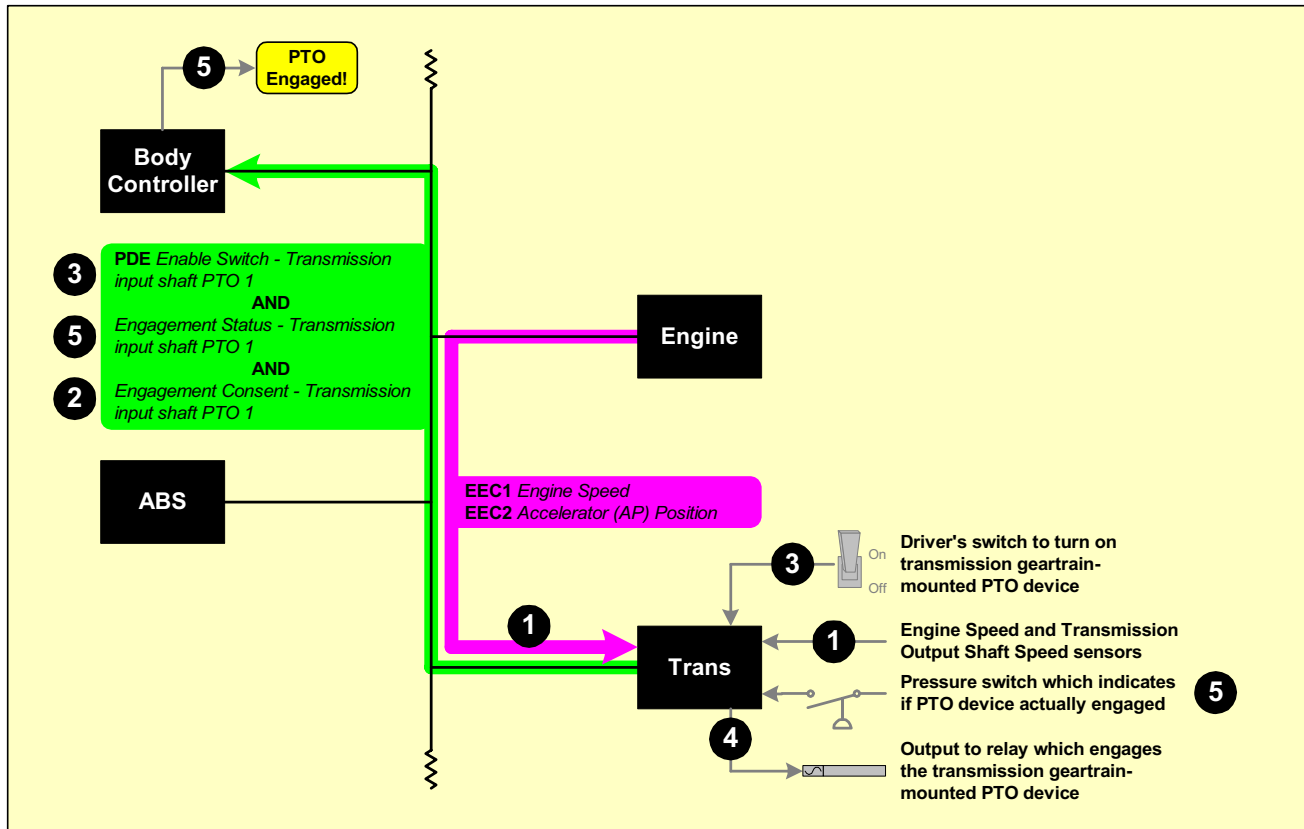 5
PTO
Engaged!
Body
Controller
3
PDE Enable Switch - Transmission
input shaft PTO 1
AND
5
Engagement Status - Transmission
input shaft PTO 1
AND
2
Engagement Consent - Transmission
input shaft PTO 1
Engine
ABS
EEC1 Engine Speed
EEC2 Accelerator (AP) Position
3
On
Off
Driver's switch to turn on
transmission geartrain-
mounted PTO device
1
Trans
1
Engine Speed and Transmission
Output Shaft Speed sensors
Pressure switch which indicates
if PTO device actually engaged
5
4
Output to relay which engages
the transmission geartrain-
mounted PTO device